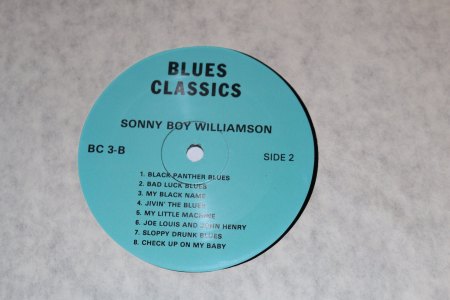 BLUES
CLASSICS
SONNY BOY WILLIAMSON
BC 3-B
SIDE 2
1. BLACK PANTHER BLUES
2. BAD LUCK BLUES
3. MY BLACK NAME
4. JIVIN' THE BLUES
5. MY LITTLE MACHINE
6. JOE LOUIS AND JOHN HENRY
7. SLOPPY DRUNK BLUES
8. CHECK UP ON MY BABY